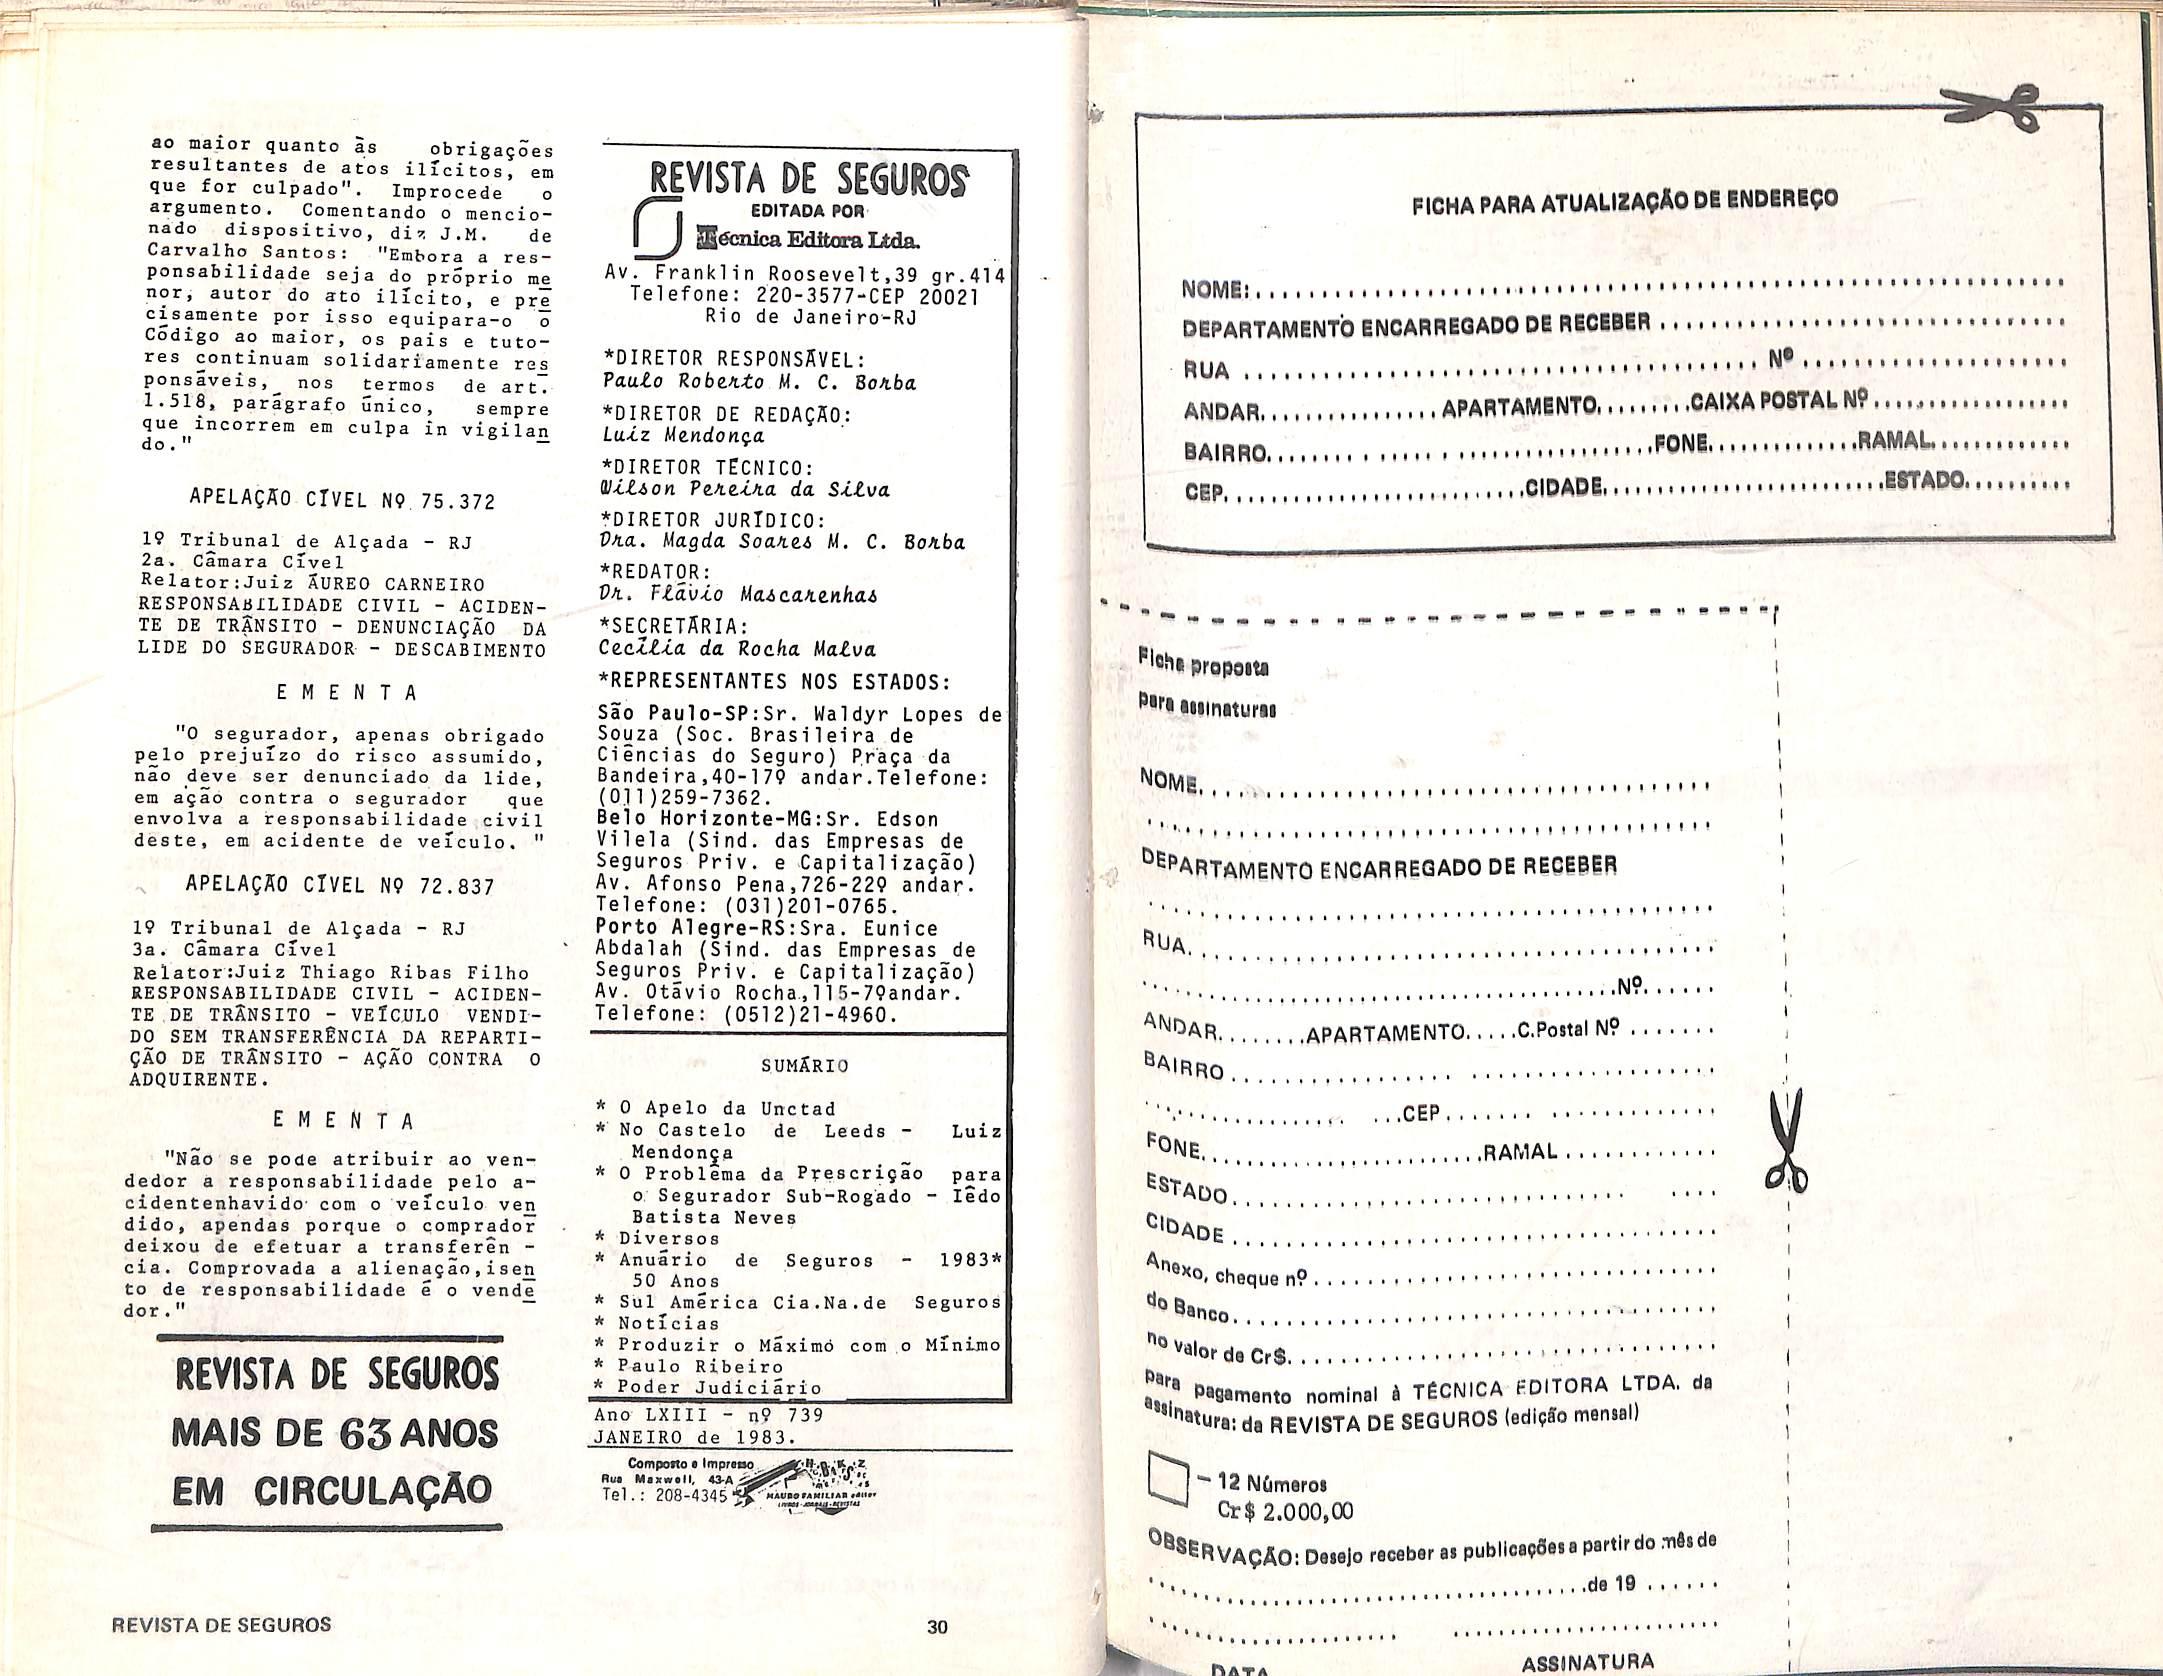 ao maior quanto às obrigações
resultantes de atos ilícitos, em
que for culpado". Improcede o
argumento. Comentando o mencio-
nado dispositivo, diz J.M. de
Carvalho Santos: "Embora a res-
ponsabilidade seja do próprio me
nor, autor do ato ilícito, e pre
cisamente por isso equipara-o o
Código ao maior, os pais e tuto-
res continuam solidariamente res
ponsáveis, nos termos de art.
1.518, parágrafo único, sempre
que incorrem em culpa in vigilan
do."
APELAÇÃO CÍVEL Nº 75.372
1º Tribunal de Alçada - RJ
2a. Câmara Cível
Relator:Juiz ÁUREO CARNEIRO
RESPONSABILIDADE CIVIL - ACIDEN-
TE DE TRÂNSITO - DENUNCIAÇÃO DA
LIDE DO SEGURADOR - DESCABIMENTO
E M E N T A
"O segurador, apenas obrigado
pelo prejuízo do risco assumido,
não deve ser denunciado da lide,
em ação contra o segurador que
envolva a responsabilidade civil
deste, em acidente de veículo. "
APELAÇÃO CÍVEL Nº 72.837
1º Tribunal de Alçada - RJ
3a. Câmara Cível
Relator:Juiz Thiago Ribas Filho
RESPONSABILIDADE CIVIL - ACIDEN-
TE DE TRÂNSITO - VEÍCULO VENDI-
DO SEM TRANSFERÊNCIA DA REPARTI-
ÇÃO DE TRÂNSITO - AÇÃO CONTRA O
ADQUIRENTE.
E M E N T A
"Não se pode atribuir ao ven-
dedor a responsabilidade pelo a-
cidentenhavido com o veículo ven
dido, apendas porque o comprador
deixou de efetuar a transferên -
cia. Comprovada a alienação,isen
to de responsabilidade é o vende
dor."
REVISTA DE SEGUROS
MAIS DE 63 ANOS
EM CIRCULAÇÃO
REVISTA DE SEGUROS
EDITADA POR
Técnica Editora Ltda.
Av. Franklin Roosevelt,39 gr.414
Telefone: 220-3577-CEP 20021
Rio de Janeiro-RJ
*DIRETOR RESPONSÁVEL:
Paulo Roberto M. C. Borba
*DIRETOR DE REDAÇÃO:
Luiz Mendonça
*DIRETOR TÉCNICO:
Wilson Pereira da Silva
*DIRETOR JURÍDICO:
Dra. Magda Soares M. C. Borba
*REDATOR:
Dr. Flávio Mascarenhas
*SECRETÁRIA:
Cecília da Rocha Malva
*REPRESENTANTES NOS ESTADOS:
São Paulo-SP:Sr. Waldyr Lopes de
Souza (Soc. Brasileira de
Ciências do Seguro) Praça da
Bandeira,40-17º andar.Telefone:
(011)259-7362.
Belo Horizonte-MG:Sr. Edson
Vilela (Sind. das Empresas de
Seguros Priv. e Capitalização)
Av. Afonso Pena,726-22º andar.
Telefone: (031)201-0765.
Porto Alegre-RS:Sra. Eunice
Abdalah (Sind. das Empresas de
Seguros Priv. e Capitalização)
Av. Otávio Rocha,115-7ºandar.
Telefone: (0512)21-4960.
SUMÁRIO
* O Apelo da Unctad
* No Castelo de Leeds - Luiz
Mendonça
* O Problema da Prescrição para
o Segurador Sub-Rogado - Iêdo
Batista Neves
* Diversos
* Anuário de Seguros - 1983*
50 Anos
* Sul América Cia.Na.de Seguros
* Notícias
* Produzir o Máximo com o Mínimo
* Paulo Ribeiro
* Poder Judiciário
Ano LXIII - nº 739
JANEIRO de 1983.
Composto e Impresso
Rua Maxwell, 43-A
Tel.: 208-4345
MAURO FAMILIAR editor
LIVROS - JORNAIS - REVISTAS
REVISTA DE SEGUROS
30
FICHA PARA ATUALIZAÇÃO DE ENDEREÇO
NOME:
DEPARTAMENTO ENCARREGADO DE RECEBER
RUA Nº
ANDAR APARTAMENTO CAIXA POSTAL Nº
BAIRRO FONE RAMAL
CEP CIDADE ESTADO
Ficha proposta
para assinaturas
NOME
DEPARTAMENTO ENCARREGADO DE RECEBER
RUA
Nº
ANDAR APARTAMENTO C.Postal Nº
BAIRRO
CEP
FONE RAMAL
ESTADO
CIDADE
Anexo, cheque nº
do Banco
no valor de Cr$
para pagamento nominal à TÉCNICA EDITORA LTDA. da
assinatura: da REVISTA DE SEGUROS (edição mensal)
- 12 Números
Cr$ 2.000,00
OBSERVAÇÃO: Desejo receber as publicações a partir do mês de
de 19
DATA ASSINATURA